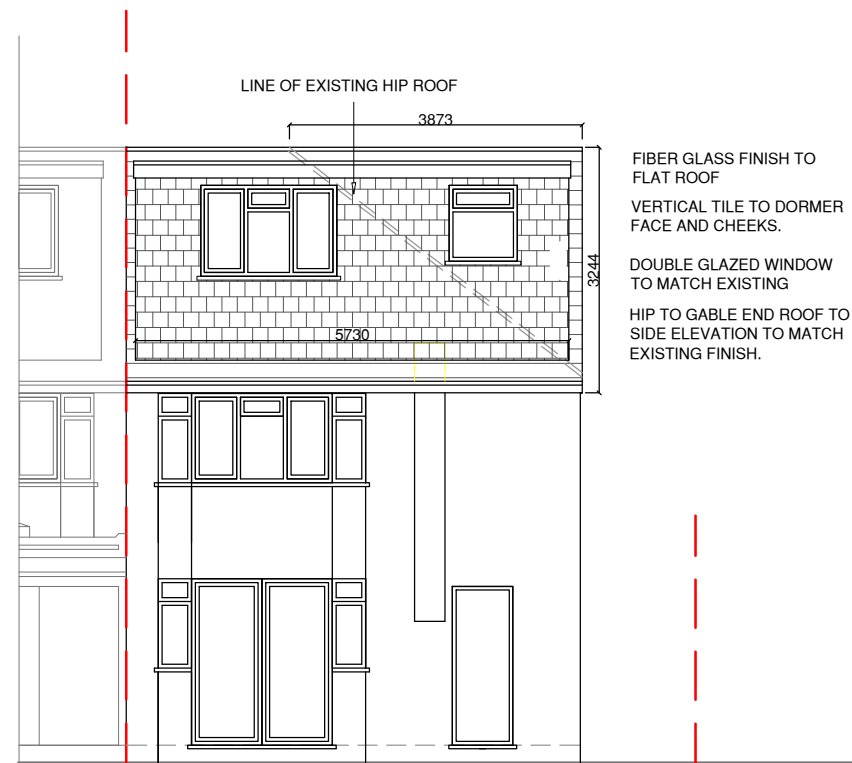 LINE OF EXISTING HIP ROOF
3873
FIBER GLASS FINISH TO
FLAT ROOF
VERTICAL TILE TO DORMER
FACE AND CHEEKS.
3244
DOUBLE GLAZED WINDOW
TO MATCH EXISTING
HIP TO GABLE END ROOF TO
SIDE ELEVATION TO MATCH
EXISTING FINISH.
5730